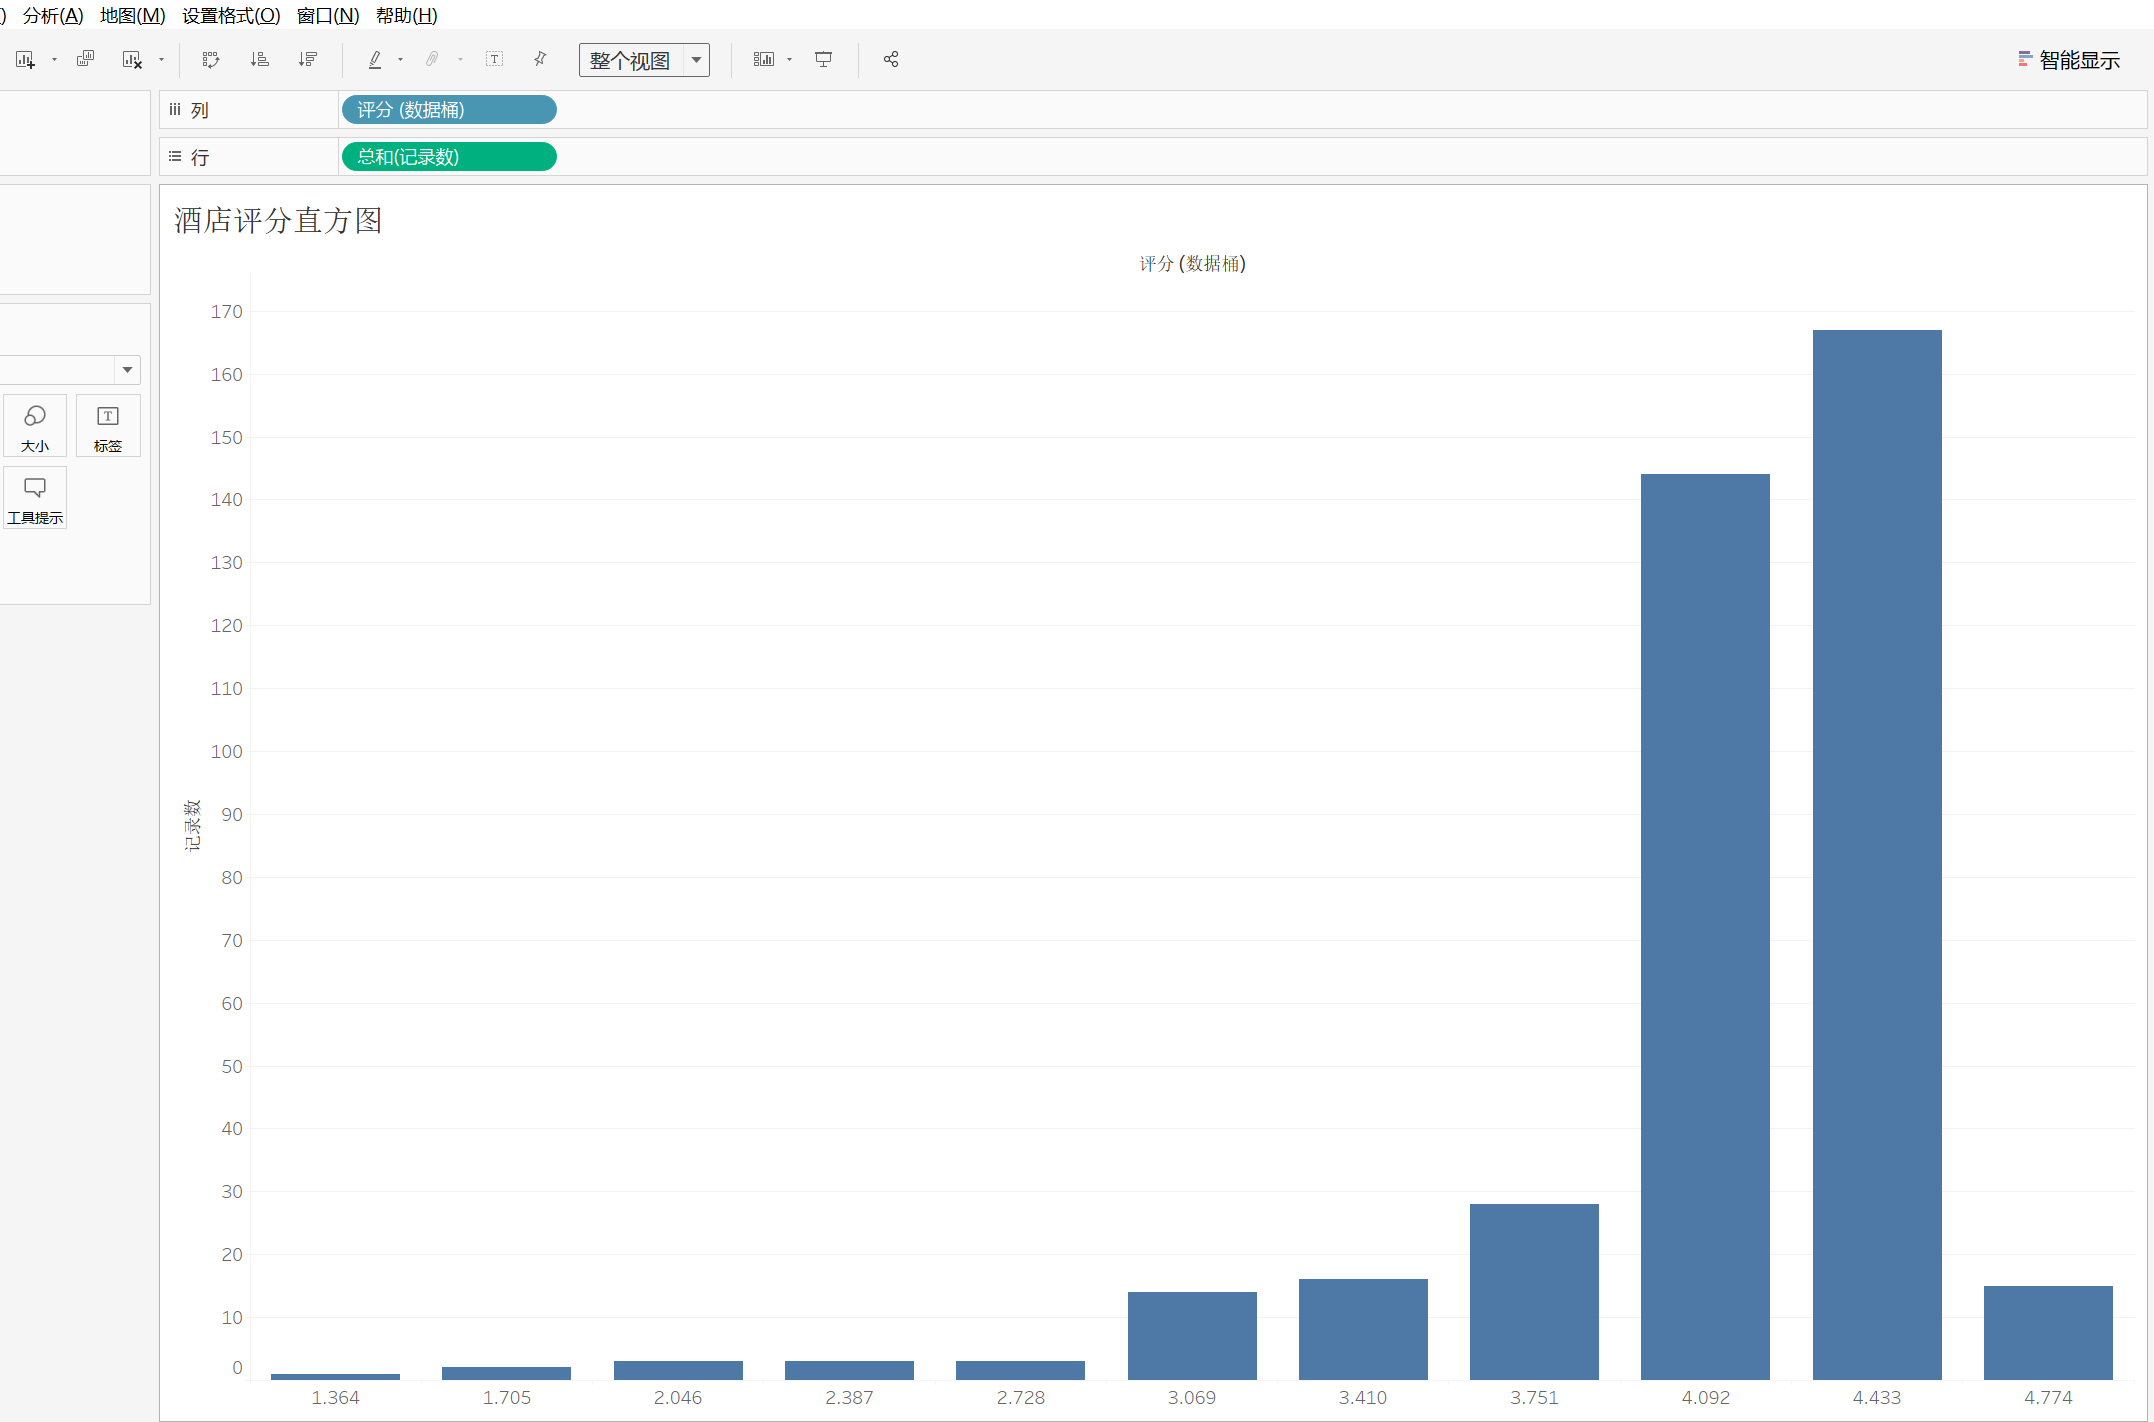 ) 分析(A) 地图(M) 设置格式(O) 窗口(N) 帮助(H)
整个视图
智能显示
列
评分 (数据桶)
行
总和(记录数)
大小
标签
工具提示
酒店评分直方图
评分 (数据桶)
记录数
170
160
150
140
130
120
110
100
90
80
70
60
50
40
30
20
10
0
1.364 1.705 2.046 2.387 2.728 3.069 3.410 3.751 4.092 4.433 4.774